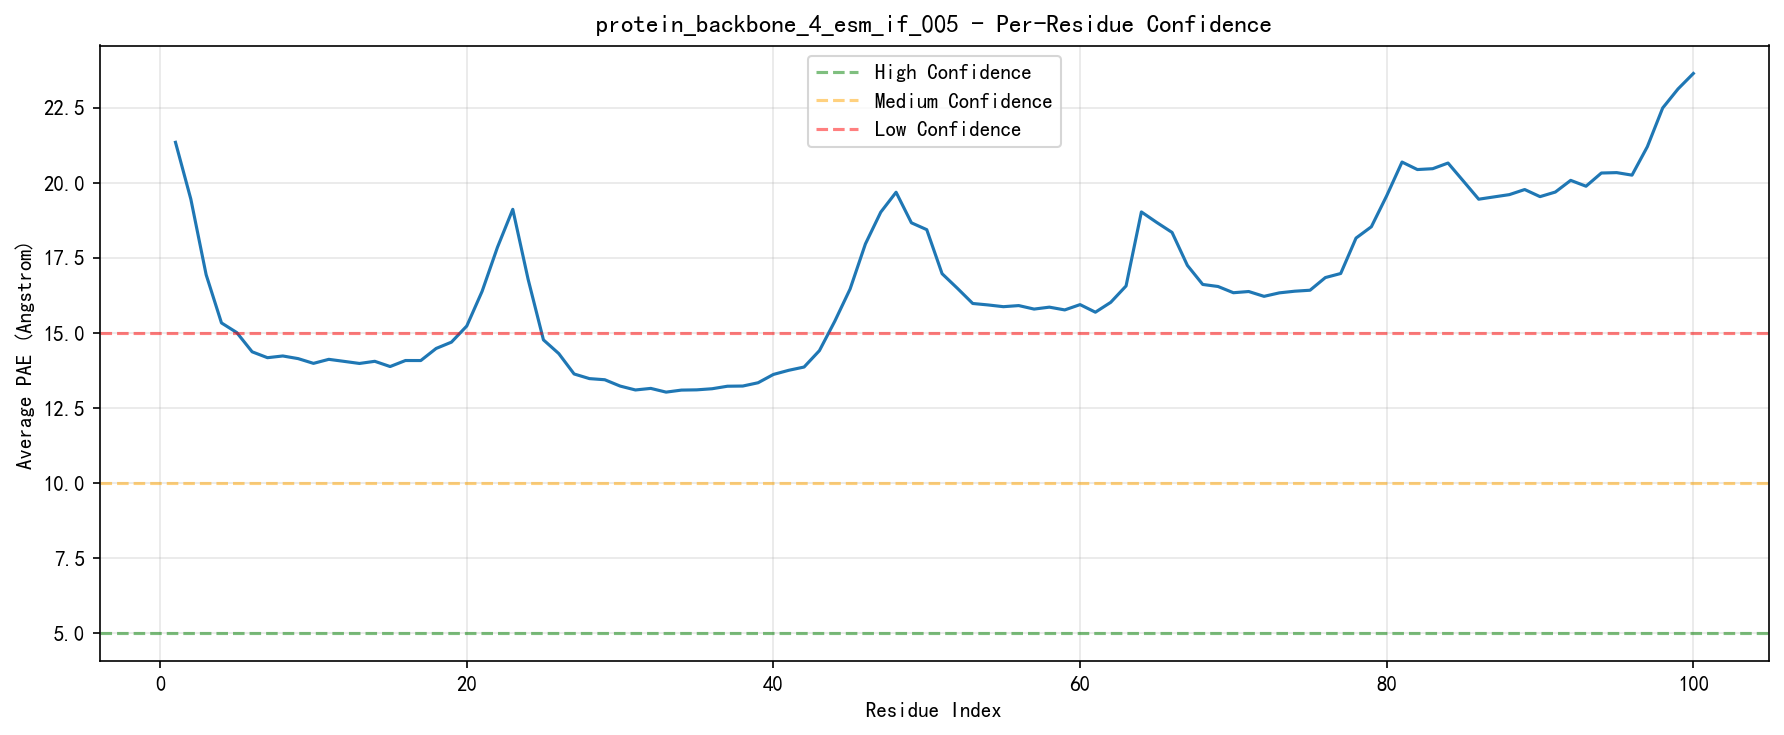 protein_backbone_4_esm_if_005 - Per-Residue Confidence
High Confidence
Medium Confidence
Low Confidence
Average PAE (Angstrom)
22.5
20.0
17.5
15.0
12.5
10.0
7.5
5.0
0 20 40 60 80 100
Residue Index